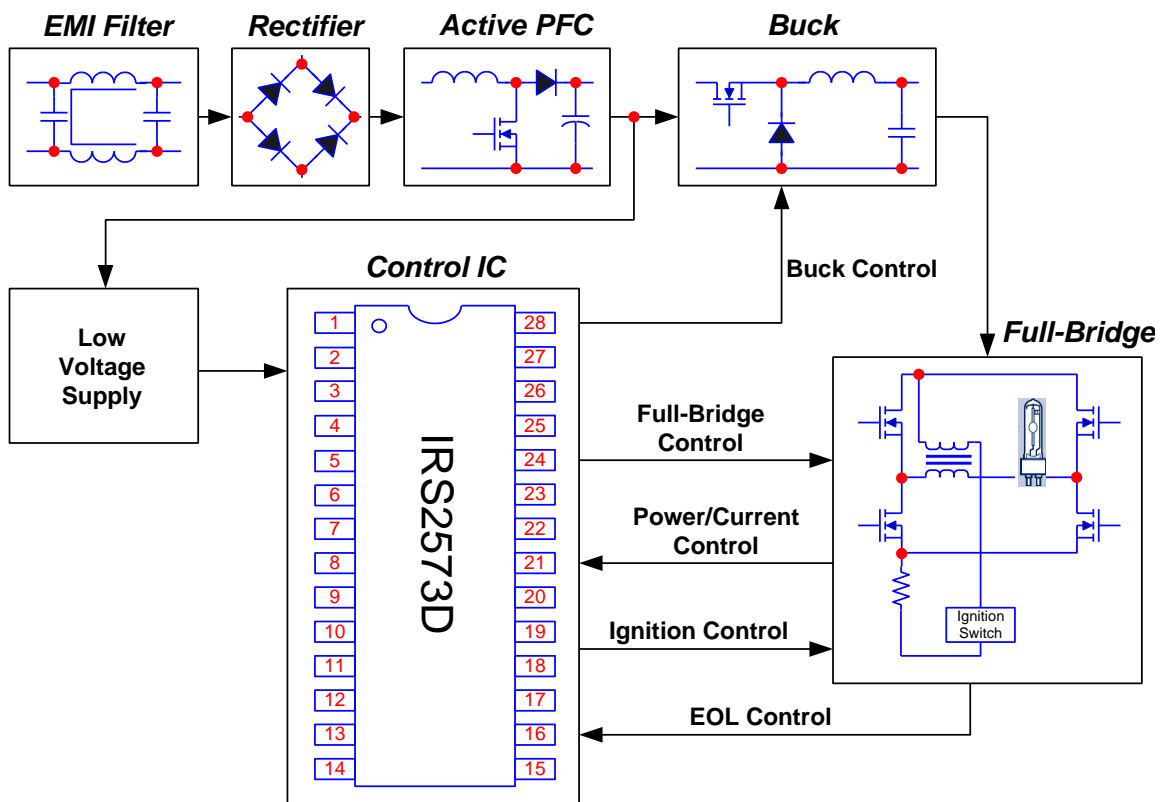 EMI Filter
Rectifier
Active PFC
Buck
Control IC
Buck Control
Low
Voltage
Supply
1
2
3
4
5
6
7
8
9
10
11
12
13
14
IRS2573D
28
27
26
25
24
23
22
21
20
19
18
17
16
15
Full-Bridge
Full-Bridge
Control
Power/Current
Control
Ignition Control
EOL Control
Ignition
Switch